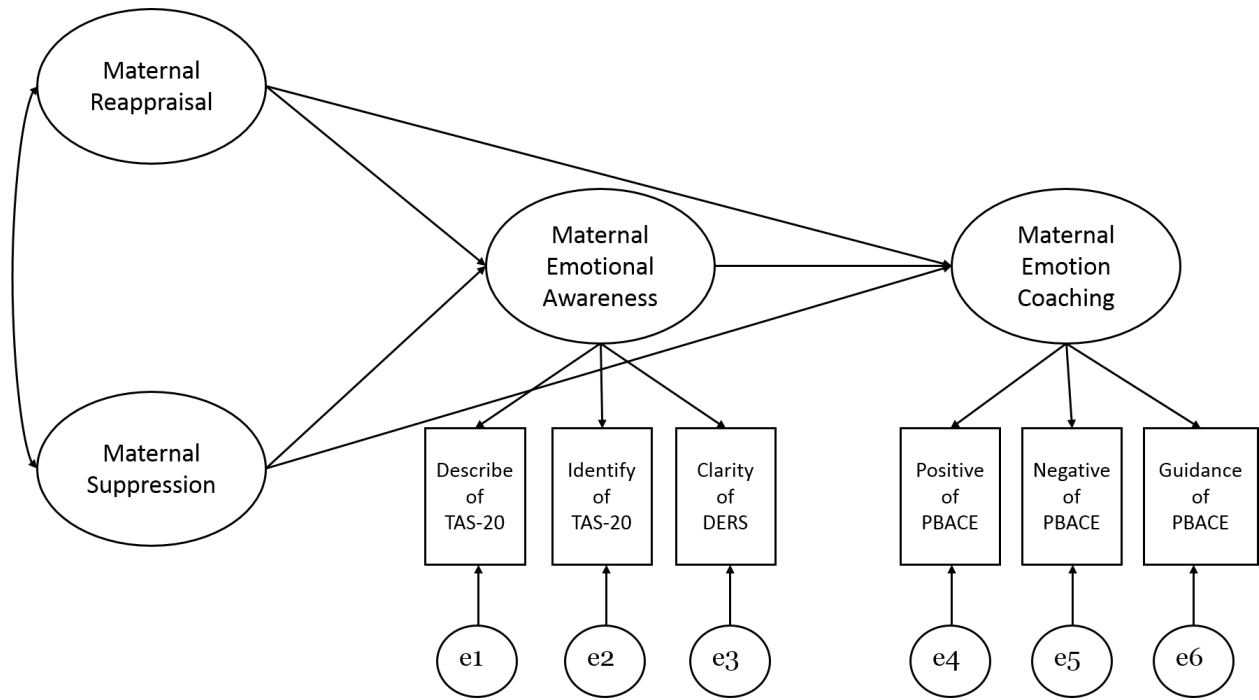 Maternal
Reappraisal
Maternal
Emotional
Awareness
Maternal
Emotion
Coaching
Maternal
Suppression
Describe
of
TAS-20
Identify
of
TAS-20
Clarity
of
DERS
Positive
of
PBACE
Negative
of
PBACE
Guidance
of
PBACE
e1
e2
e3
e4
e5
e6